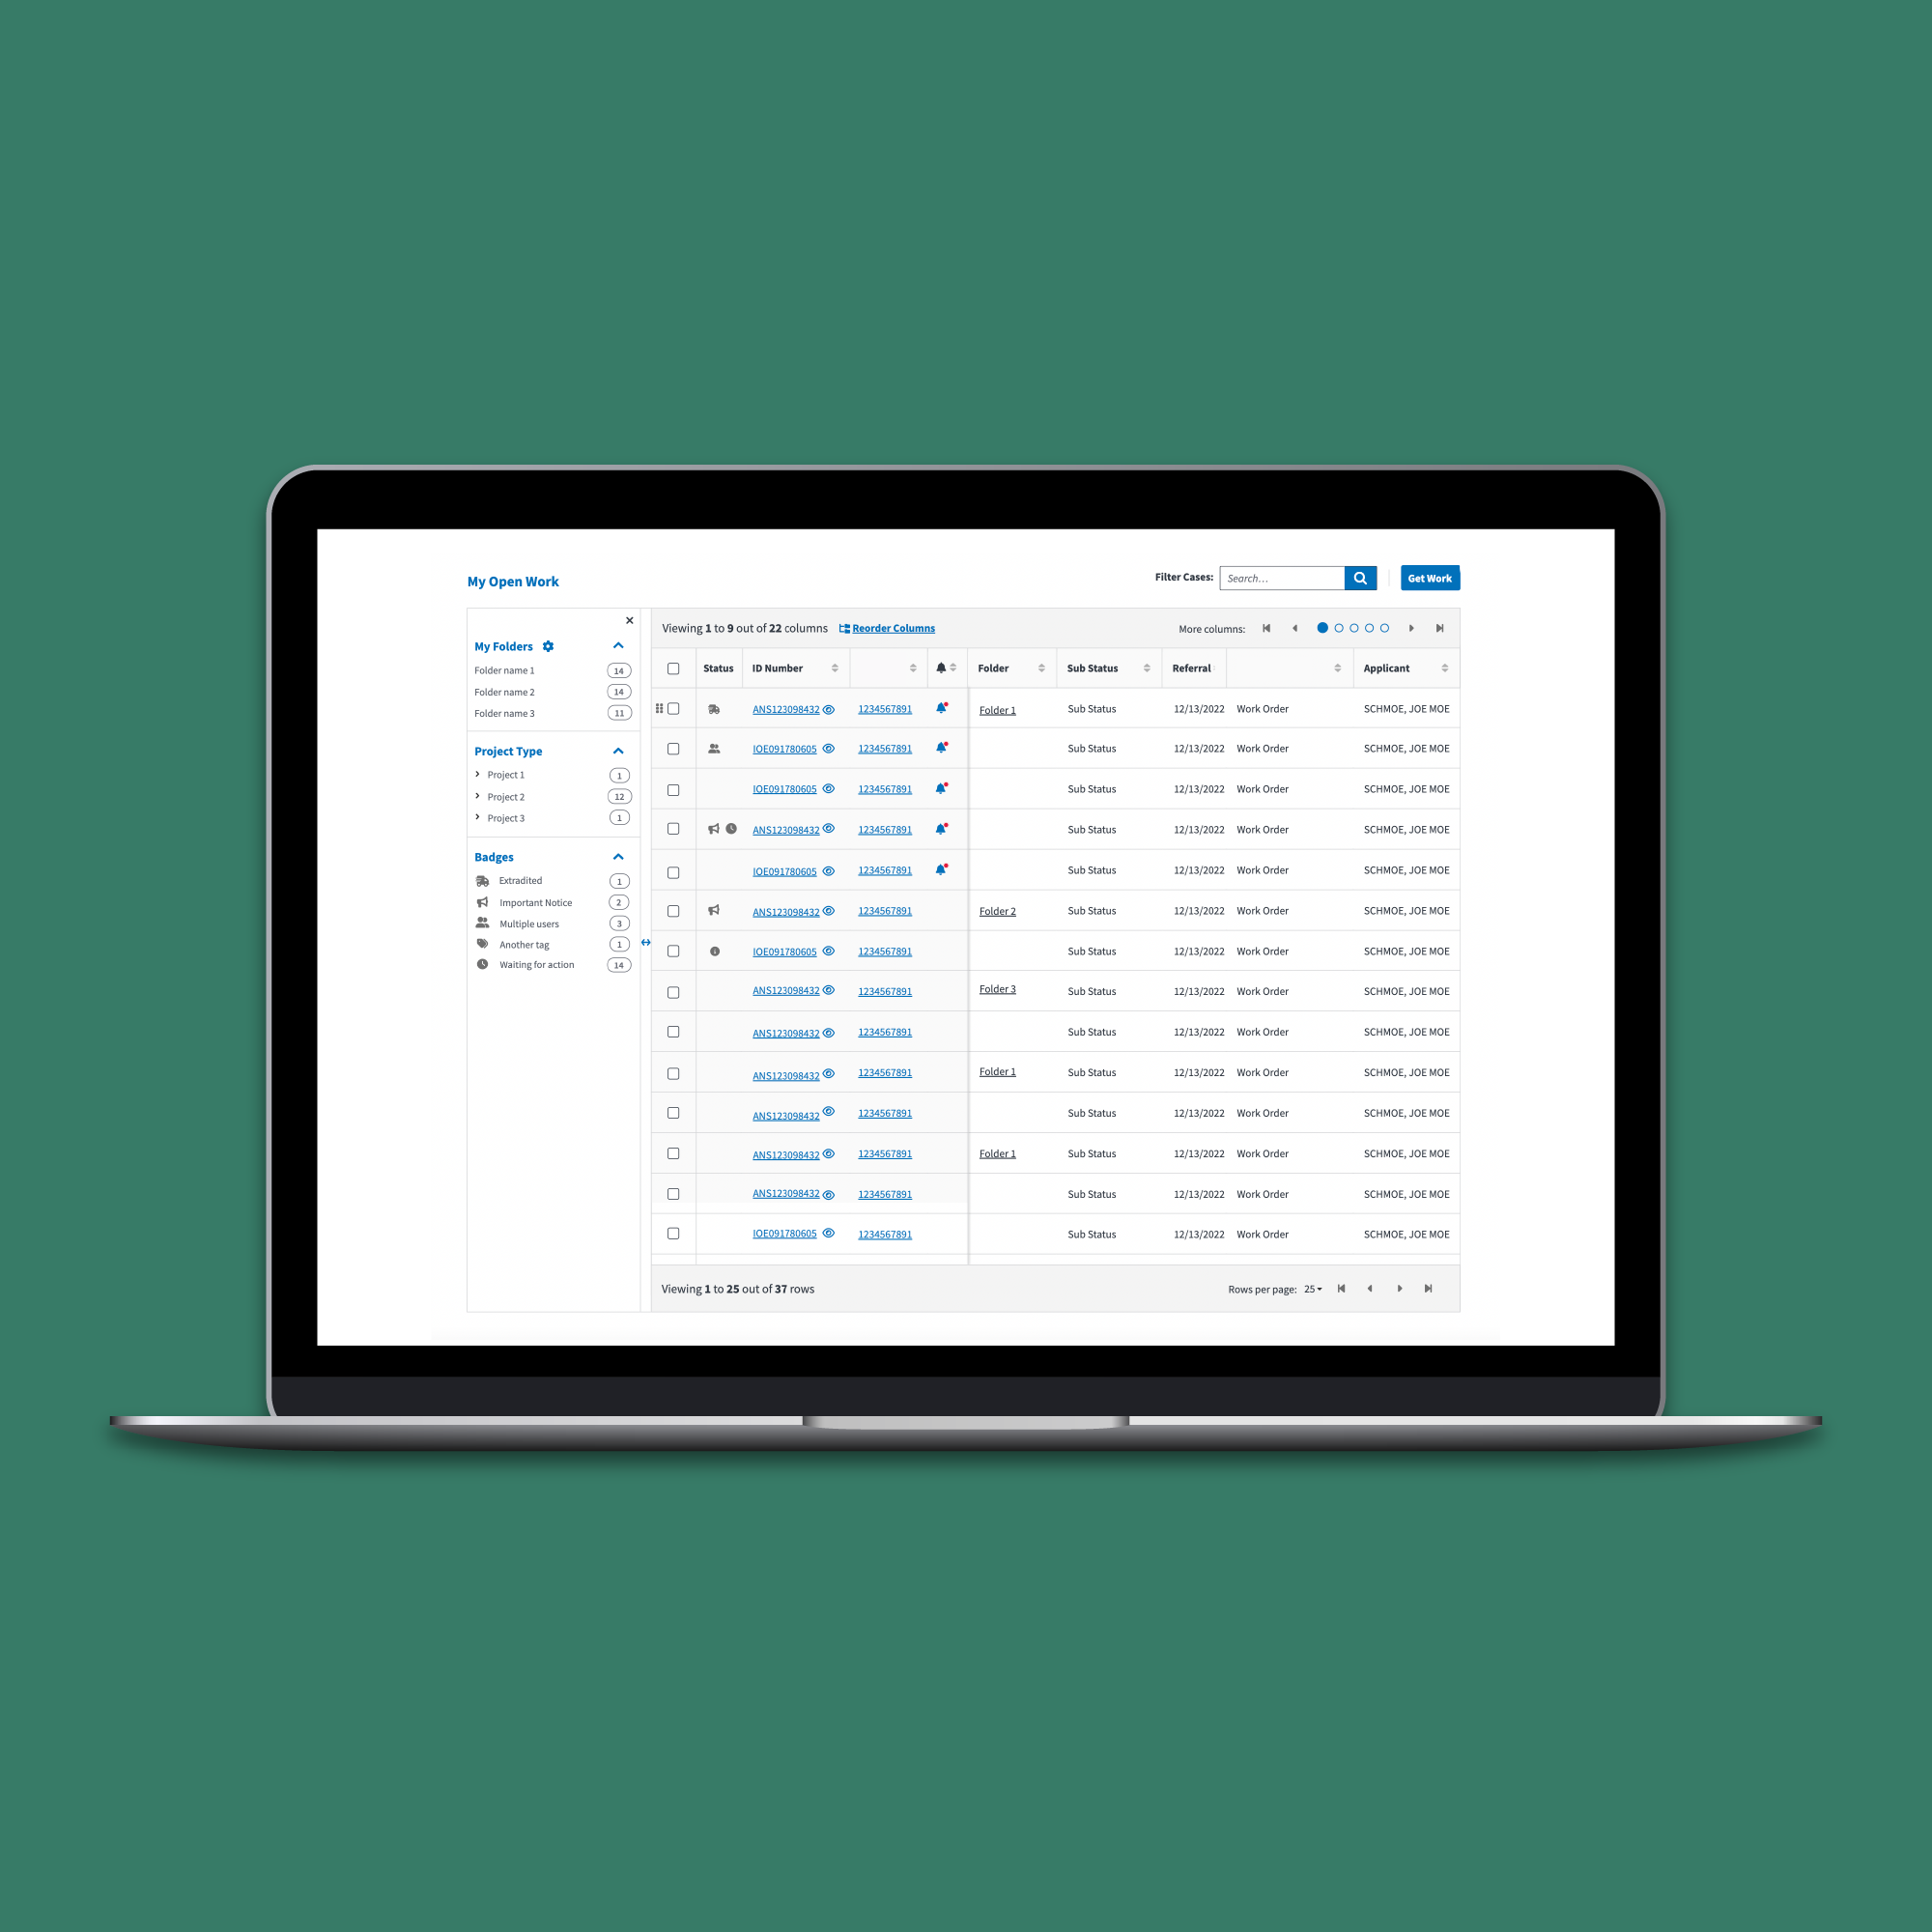 My Open Work
Filter Cases: Search... Get Work
My Folders
Folder name 1 14
Folder name 2 14
Folder name 3 11
Project Type
Project 1 1
Project 2 12
Project 3 1
Badges
Extradited 1
Important Notice 2
Multiple users 3
Another tag 1
Waiting for action 14
Viewing 1 to 9 out of 22 columns Reorder Columns More columns:
Status ID Number Folder Sub Status Referral Applicant
ANS123098432 1234567891 Folder 1 Sub Status 12/13/2022 Work Order SCHMOE, JOE MOE
IOE091780605 1234567891 Sub Status 12/13/2022 Work Order SCHMOE, JOE MOE
IOE091780605 1234567891 Sub Status 12/13/2022 Work Order SCHMOE, JOE MOE
ANS123098432 1234567891 Sub Status 12/13/2022 Work Order SCHMOE, JOE MOE
IOE091780605 1234567891 Sub Status 12/13/2022 Work Order SCHMOE, JOE MOE
ANS123098432 1234567891 Folder 2 Sub Status 12/13/2022 Work Order SCHMOE, JOE MOE
IOE091780605 1234567891 Sub Status 12/13/2022 Work Order SCHMOE, JOE MOE
ANS123098432 1234567891 Folder 3 Sub Status 12/13/2022 Work Order SCHMOE, JOE MOE
ANS123098432 1234567891 Sub Status 12/13/2022 Work Order SCHMOE, JOE MOE
ANS123098432 1234567891 Folder 1 Sub Status 12/13/2022 Work Order SCHMOE, JOE MOE
ANS123098432 1234567891 Sub Status 12/13/2022 Work Order SCHMOE, JOE MOE
ANS123098432 1234567891 Folder 1 Sub Status 12/13/2022 Work Order SCHMOE, JOE MOE
ANS123098432 1234567891 Sub Status 12/13/2022 Work Order SCHMOE, JOE MOE
IOE091780605 1234567891 Sub Status 12/13/2022 Work Order SCHMOE, JOE MOE
Viewing 1 to 25 out of 37 rows Rows per page: 25